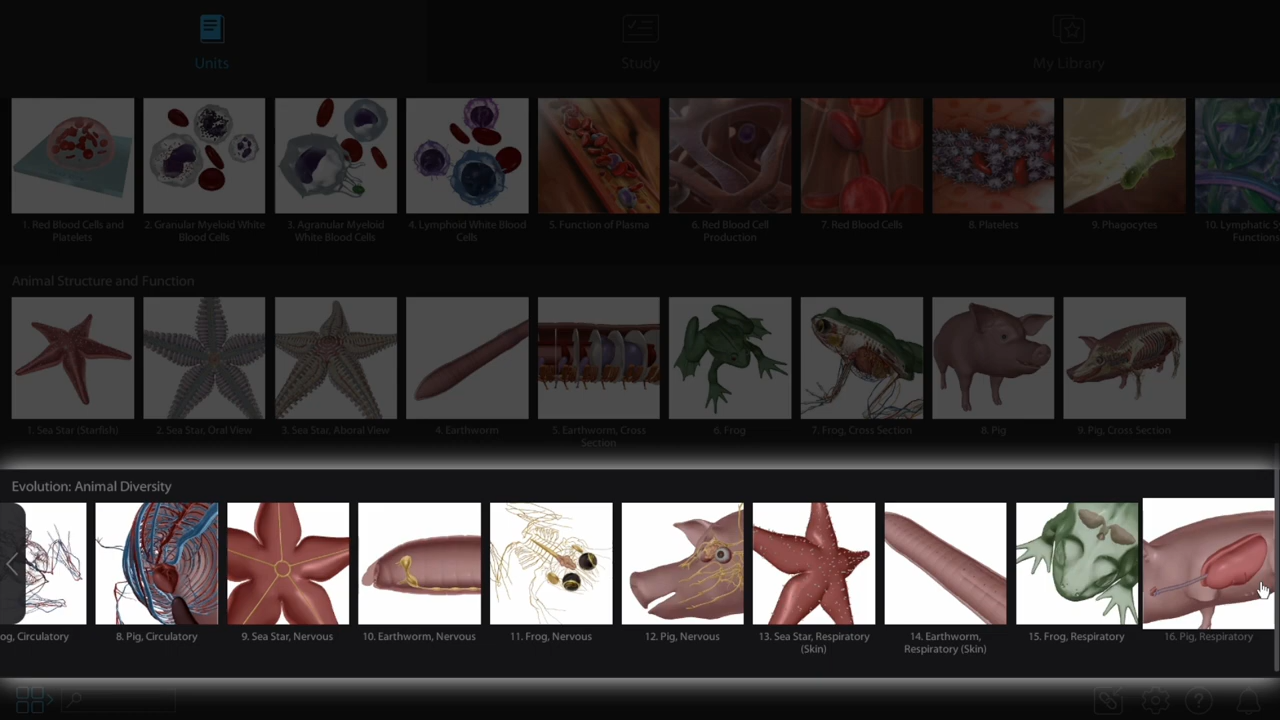 Units
Study
My Library
1. Red Blood Cells and
Platelets
2. Granular Myeloid White
Blood Cells
3. Agranular Myeloid
White Blood Cells
4. Lymphoid White Blood
Cells
5. Function of Plasma
6. Red Blood Cell
Production
7. Red Blood Cells
8. Platelets
9. Phagocytes
10. Lymphatic S
Function
Animal Structure and Function
1. Sea Star (Starfish)
2. Sea Star, Oral View
3. Sea Star, Aboral View
4. Earthworm
5. Earthworm, Cross
Section
6. Frog
7. Frog, Cross Section
8. Pig
9. Pig, Cross Section
Evolution: Animal Diversity
og, Circulatory
8. Pig, Circulatory
9. Sea Star, Nervous
10. Earthworm, Nervous
11. Frog, Nervous
12. Pig, Nervous
13. Sea Star, Respiratory
(Skin)
14. Earthworm,
Respiratory (Skin)
15. Frog, Respiratory
16. Pig, Respiratory